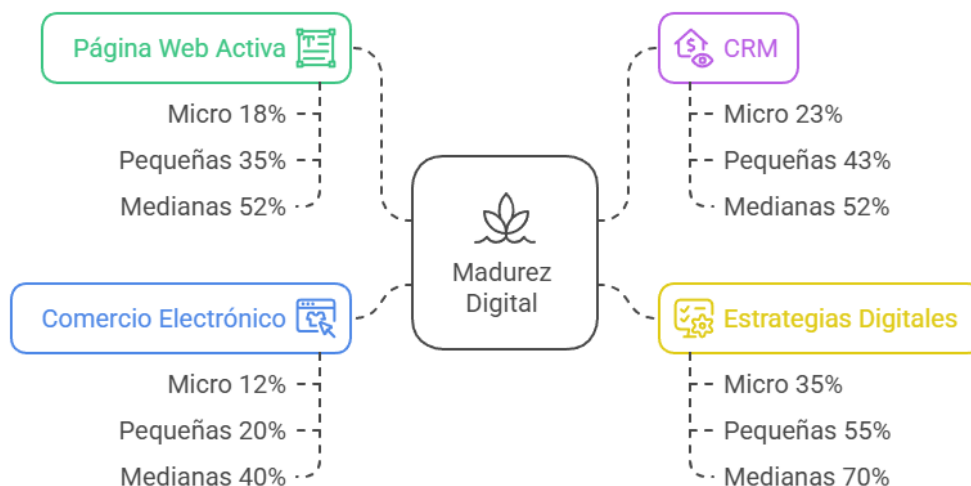 Página Web Activa
Micro 18%
Pequeñas 35%
Medianas 52%
CRM
Micro 23%
Pequeñas 43%
Medianas 52%
Madurez
Digital
Comercio Electrónico
Micro 12%
Pequeñas 20%
Medianas 40%
Estrategias Digitales
Micro 35%
Pequeñas 55%
Medianas 70%